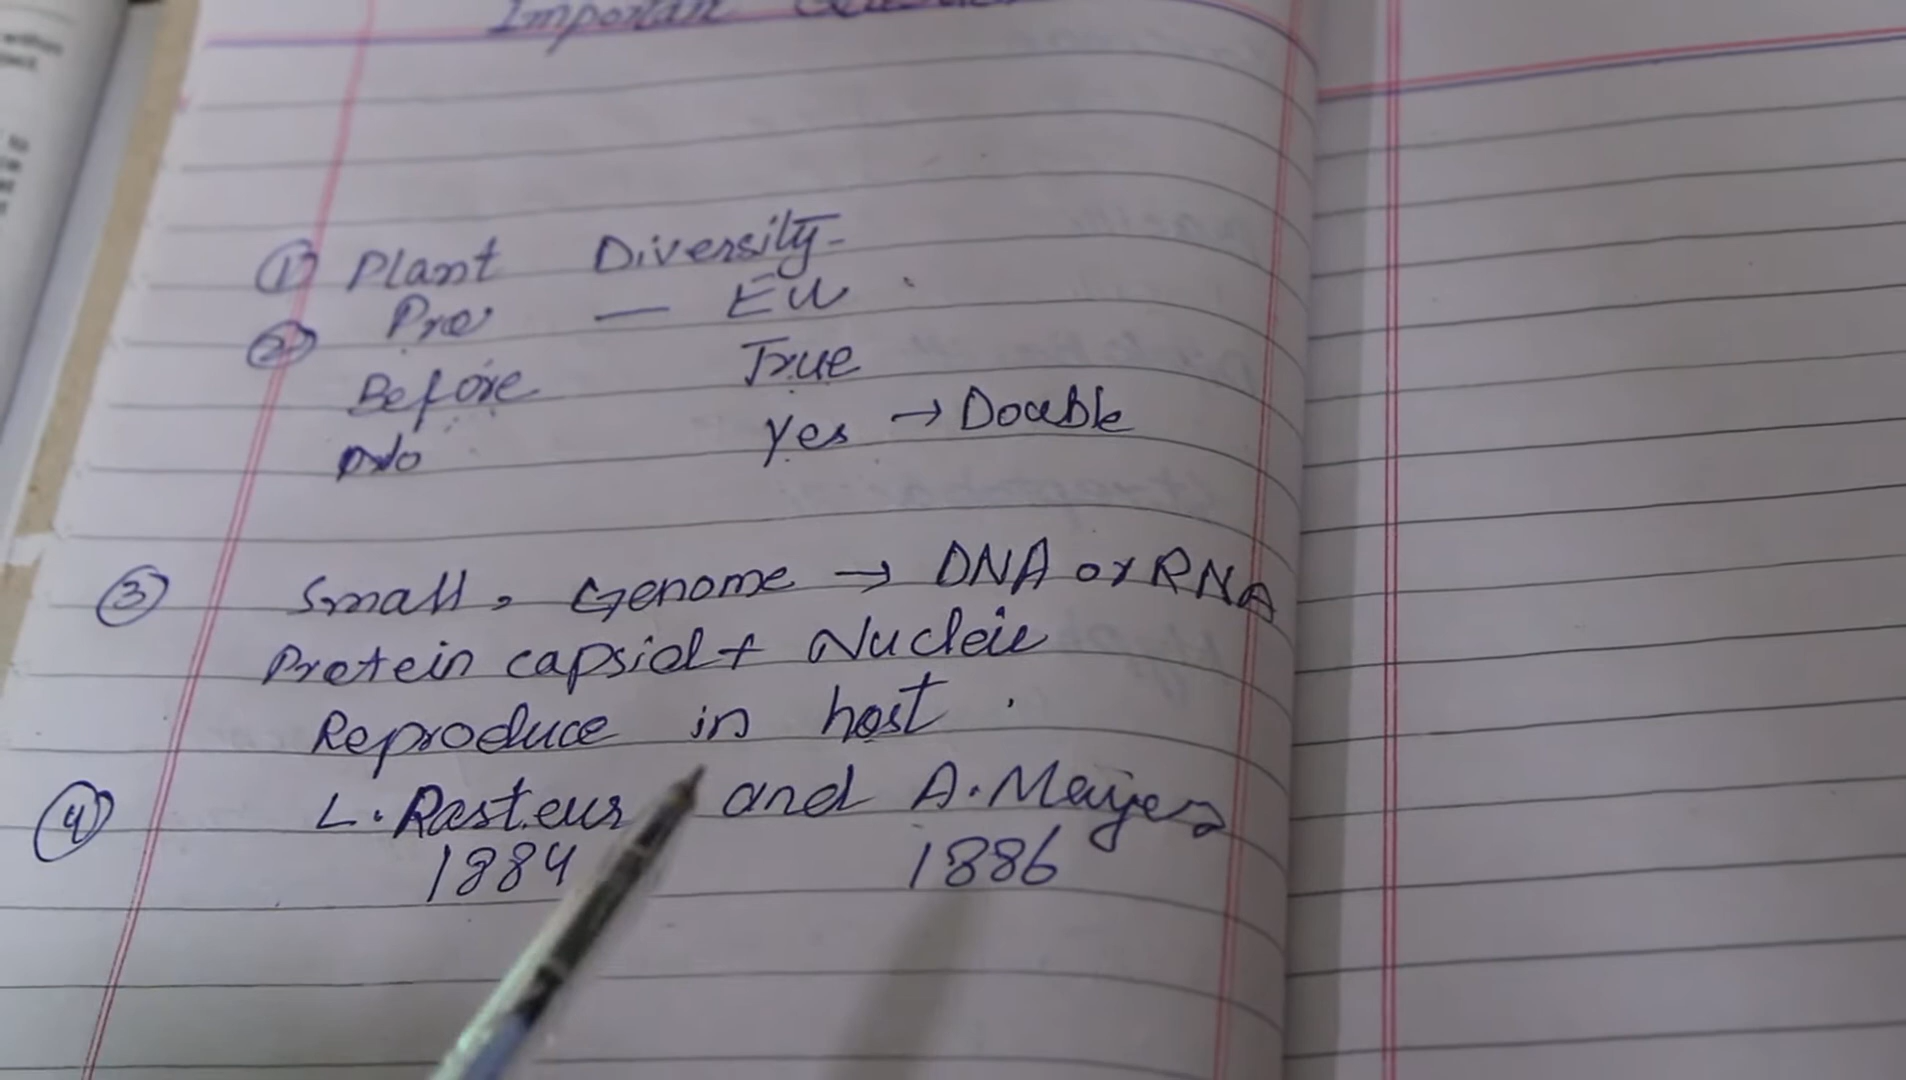 Important
① Plant Diversity-
② Pro — EU
Before True
No Yes → Double
③ Small, Genome → DNA or RNA
Protein capsid + Nucleic
Reproduce in host.
④ L. Pasteur and A. Mayer
1884 1886